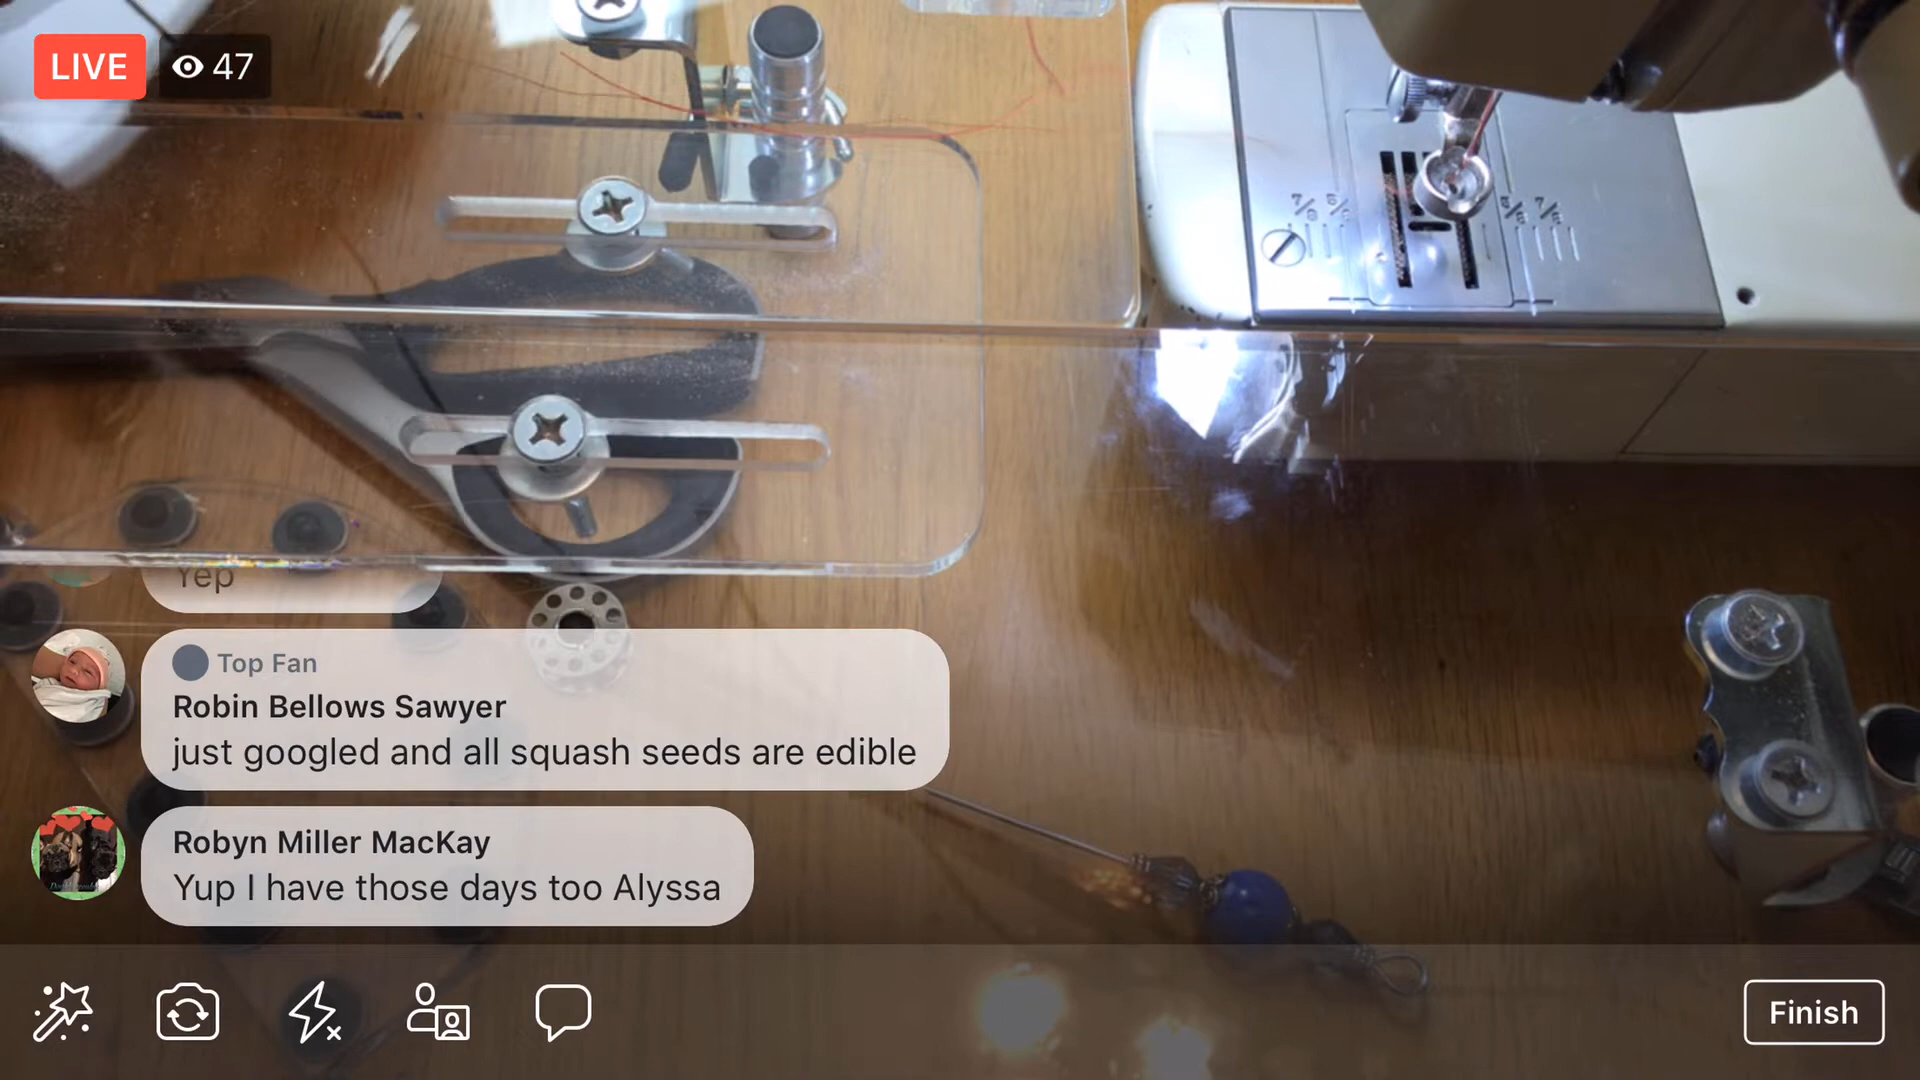 LIVE 47
Yep
Top Fan
Robin Bellows Sawyer
just googled and all squash seeds are edible
Robyn Miller MacKay
Yup I have those days too Alyssa
Finish